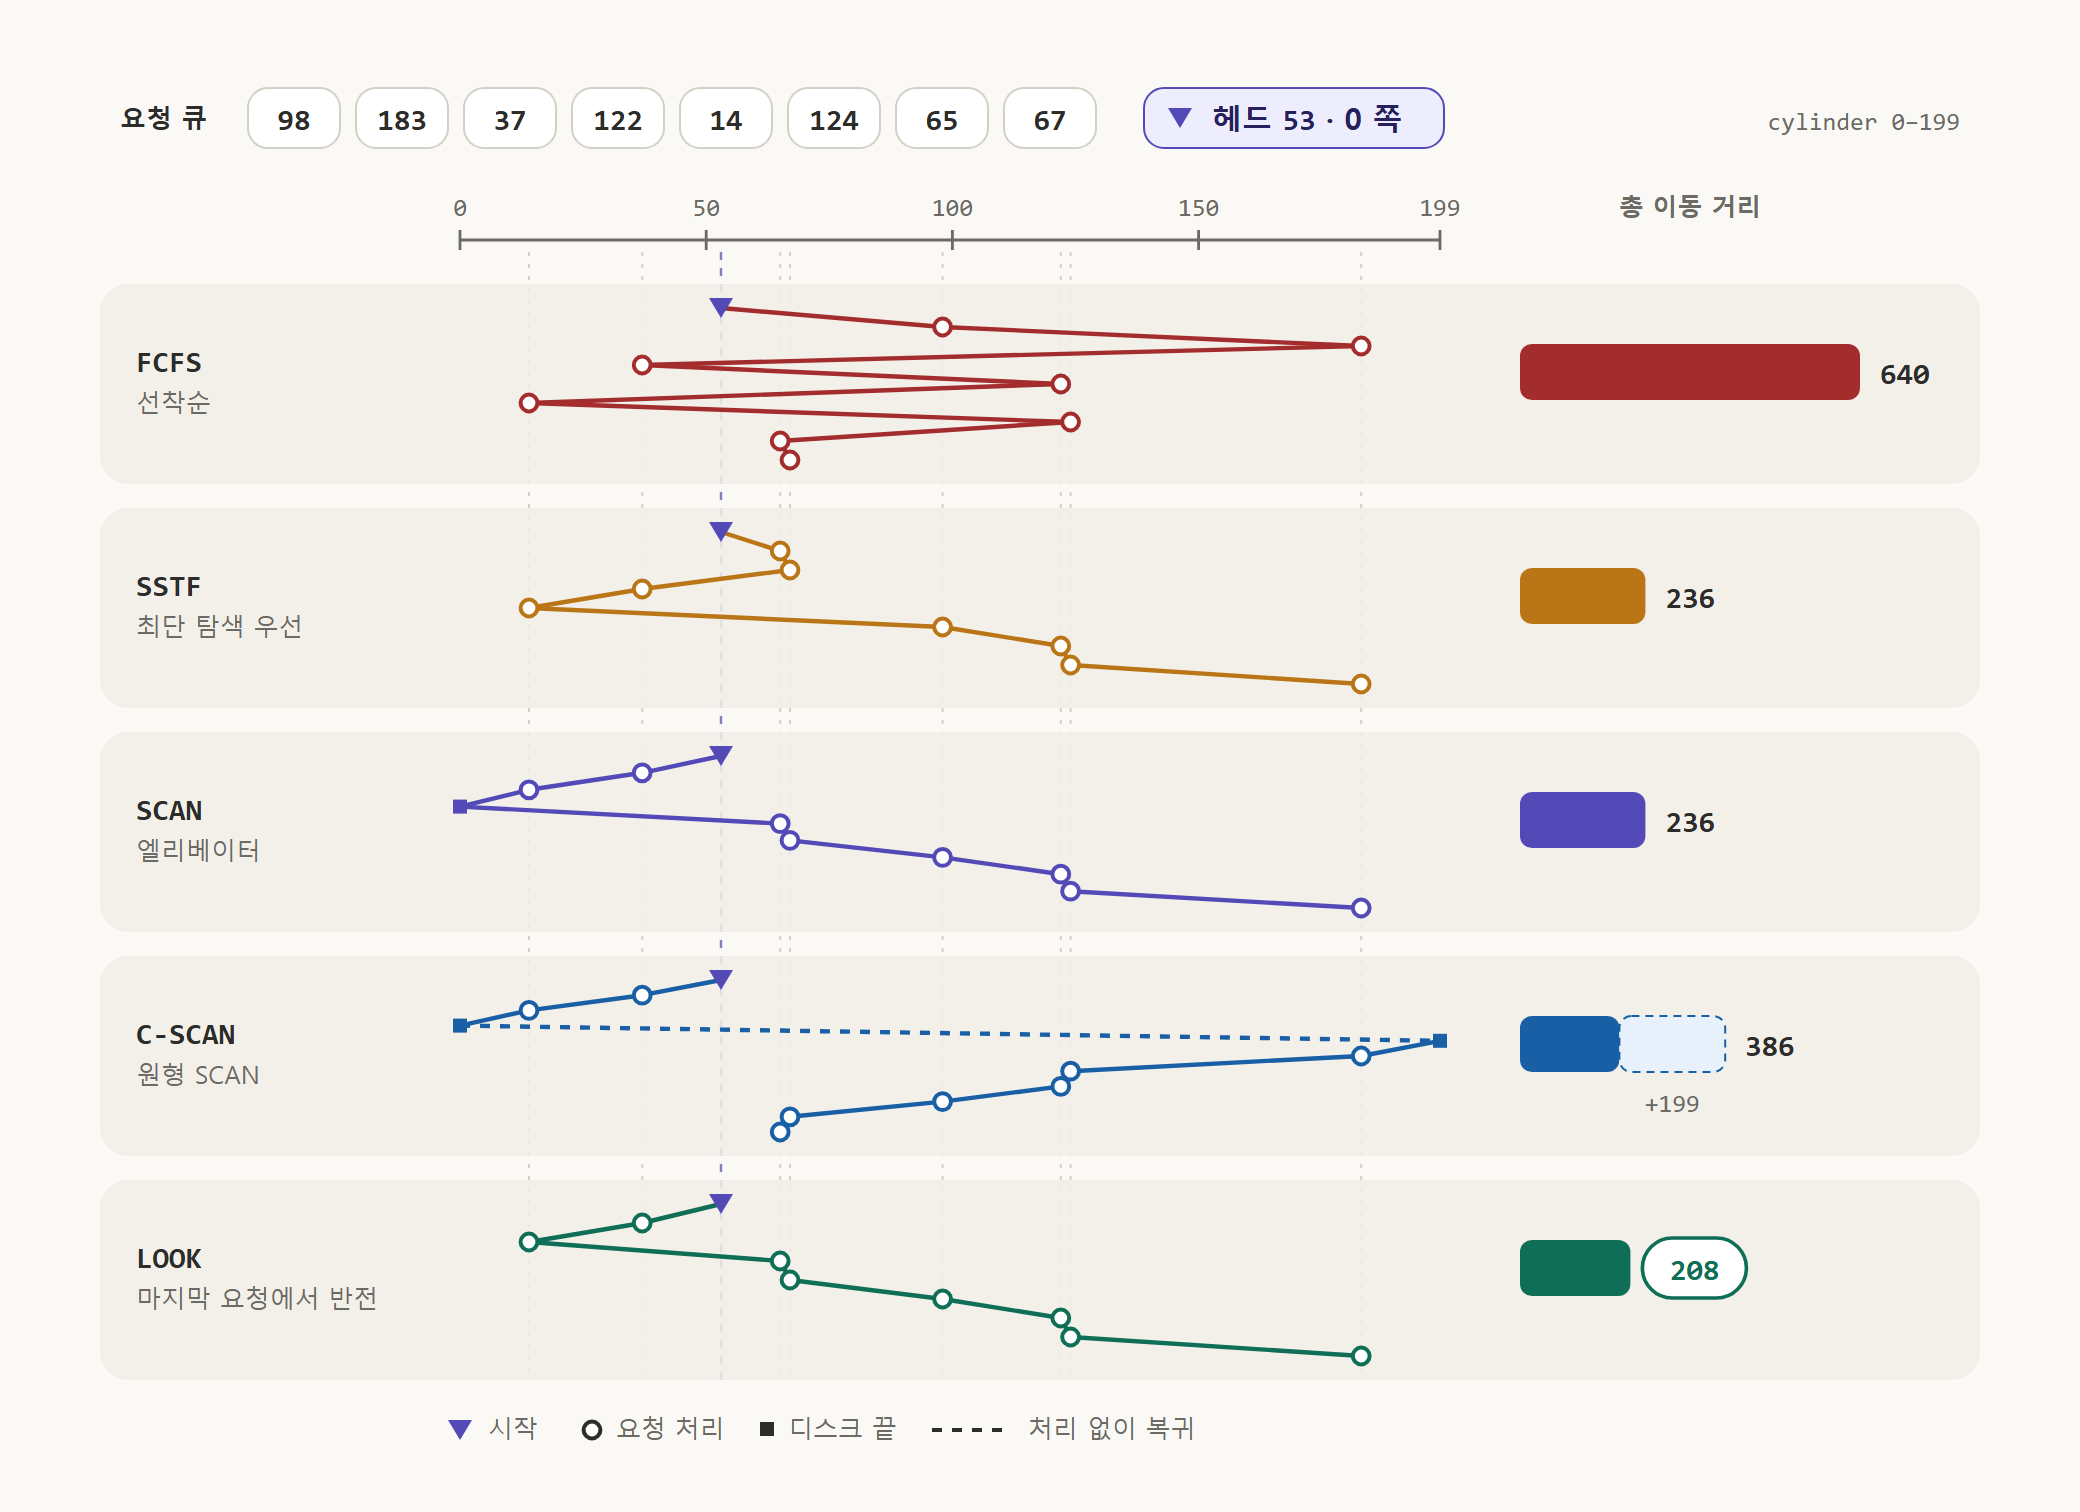 요청 큐 98 183 37 122 14 124 65 67 헤드 53 · 0 쪽 cylinder 0–199
0 50 100 150 199 총 이동 거리
FCFS
선착순
640
SSTF
최단 탐색 우선
236
SCAN
엘리베이터
236
C-SCAN
원형 SCAN
386
+199
LOOK
마지막 요청에서 반전
208
시작 요청 처리 디스크 끝 처리 없이 복귀